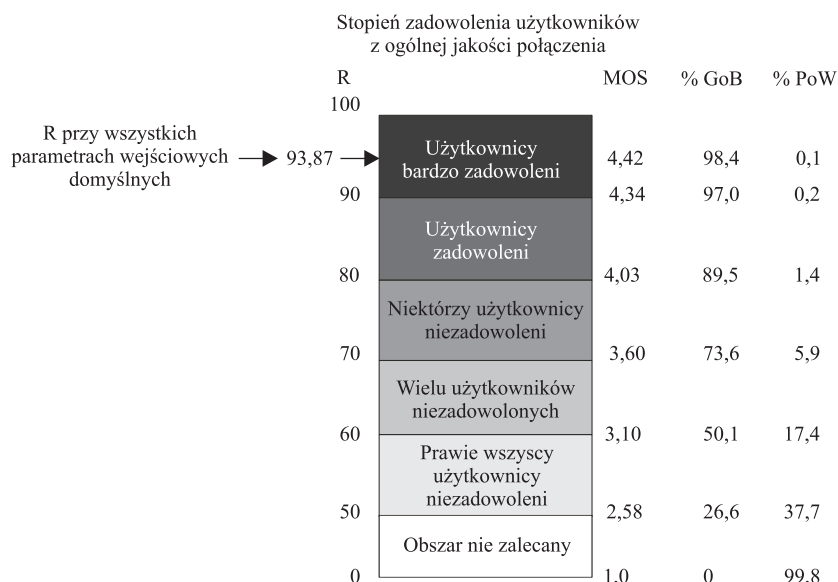 Stopień zadowolenia użytkowników
z ogólnej jakości połączenia
R MOS % GoB % PoW
100
R przy wszystkich
parametrach wejściowych
domyślnych
93,87
Użytkownicy
bardzo zadowoleni
4,42 98,4 0,1
90 4,34 97,0 0,2
Użytkownicy
zadowoleni
80 4,03 89,5 1,4
Niektórzy użytkownicy
niezadowoleni
70 3,60 73,6 5,9
Wielu użytkowników
niezadowolonych
60 3,10 50,1 17,4
Prawie wszyscy
użytkownicy
niezadowoleni
50 2,58 26,6 37,7
Obszar nie zalecany
0 1,0 0 99,8